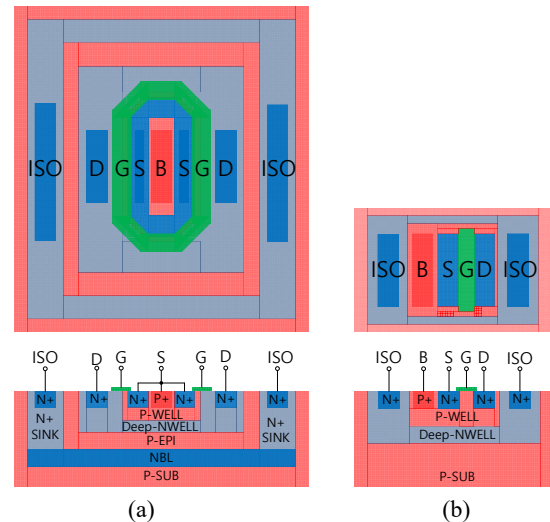 ISO D G S B S G D ISO
ISO B S G D ISO
ISO D G S G D ISO
ISO B S G D ISO
N+ N+ N+ P+ N+ N+ N+
N+ P+ N+ N+ N+
N+ SINK P-WELL N+ SINK
Deep-NWELL
P-EPI
NBL
P-SUB
P-WELL
Deep-NWELL
P-SUB
(a) (b)